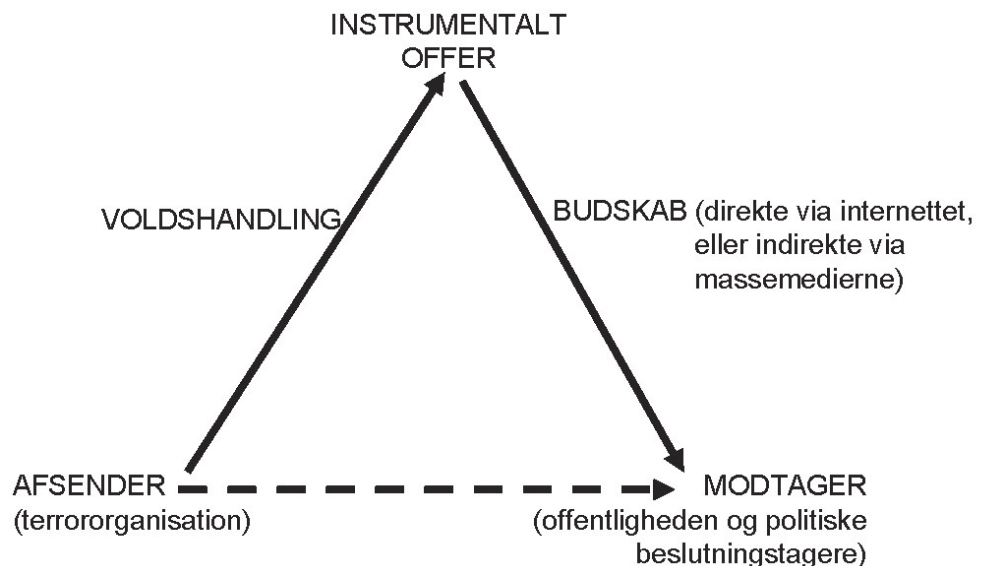 INSTRUMENTALT
OFFER
VOLDSHANDLING
BUDSKAB (direkte via internettet,
eller indirekte via
massemedierne)
AFSENDER
(terrororganisation)
MODTAGER
(offentligheden og politiske
beslutningstagere)